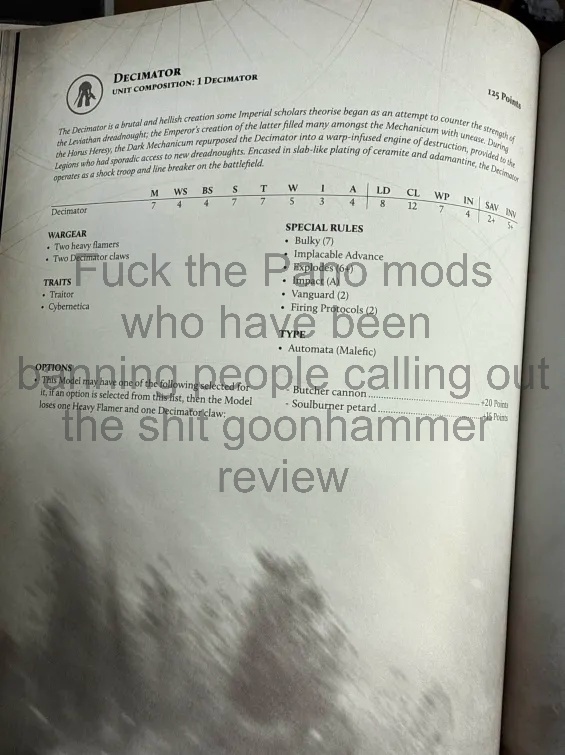 DECIMATOR
UNIT COMPOSITION: 1 DECIMATOR
125 Points
The Decimator is a brutal and hellish creation some Imperial scholars theorise began as an attempt to counter the strength of
the Leviathan dreadnought; the Emperor's creation of the latter filled many amongst the Mechanicum with unease. During
the Horus Heresy, the Dark Mechanicum repurposed the Decimator into a warp-infused engine of destruction, provided to the
Legions who had sporadic access to new dreadnoughts. Encased in slab-like plating of ceramite and adamantine, the Decimator
operates as a shock troop and line breaker on the battlefield.
M WS BS S T W I A LD CL WP IN SAV INV
Decimator 7 4 4 7 7 5 3 4 8 12 7 4 2+ 5+
WARGEAR
• Two heavy flamers
• Two Decimator claws
TRAITS
• Traitor
• Cybernetica
SPECIAL RULES
• Bulky (7)
• Implacable Advance
• Explodes (6+)
• Impact (A)
• Vanguard (2)
• Firing Protocols (2)
TYPE
• Automata (Malefic)
OPTIONS
• This Model may have one of the following selected for
it, if an option is selected from this list, then the Model
loses one Heavy Flamer and one Decimator claw:
- Butcher cannon +20 Points
- Soulburner petard Points
Fuck the Pario mods
who have been
banning people calling out
the shit goonhammer
review